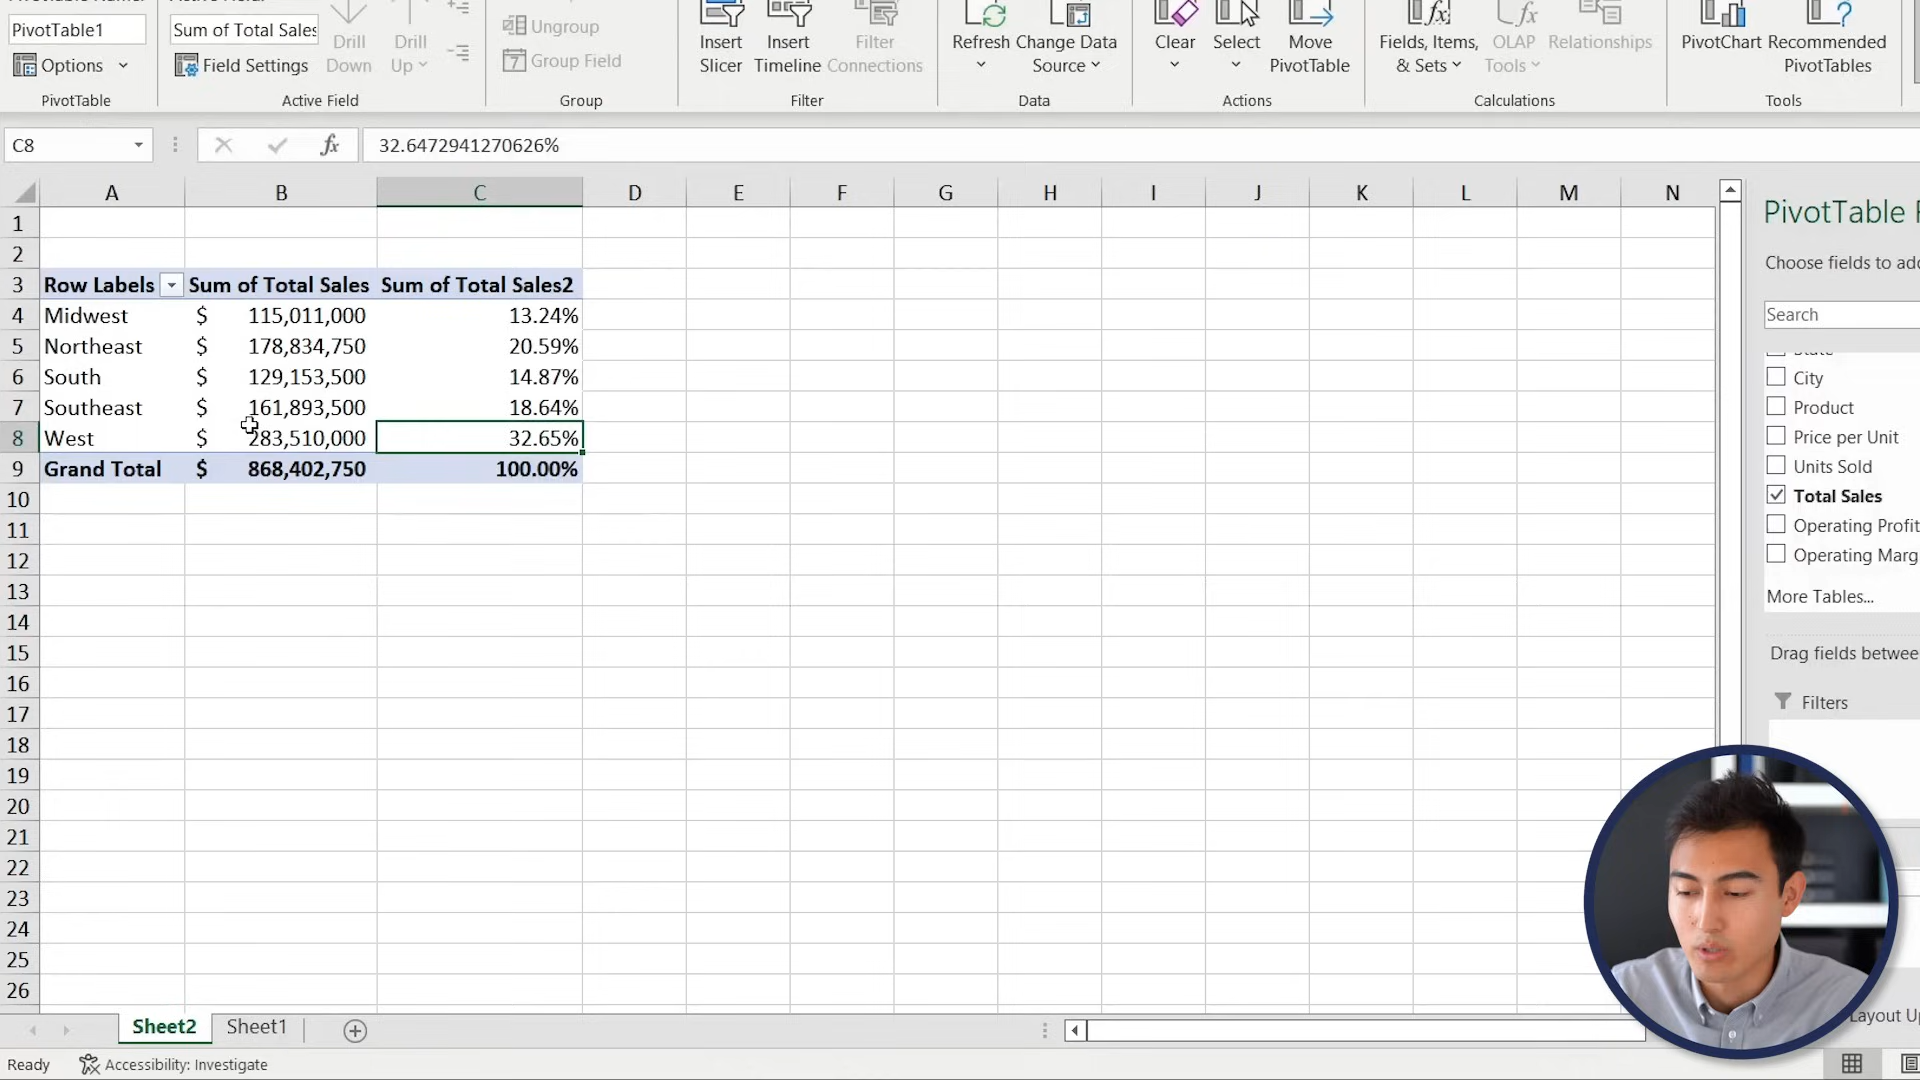 PivotTable1
Sum of Total Sales
Drill Down
Drill Up
Ungroup
Group Field
Insert Slicer
Insert Timeline
Filter Connections
Refresh
Change Data Source
Clear
Select
Move PivotTable
Fields, Items, & Sets
OLAP Tools
Relationships
PivotChart
Recommended PivotTables
Options
Field Settings
PivotTable
Active Field
Group
Filter
Data
Actions
Calculations
Tools
C8
fx
32.6472941270626%
A B C D E F G H I J K L M N
1
2
3 Row Labels Sum of Total Sales Sum of Total Sales2
4 Midwest $ 115,011,000 13.24%
5 Northeast $ 178,834,750 20.59%
6 South $ 129,153,500 14.87%
7 Southeast $ 161,893,500 18.64%
8 West $ 283,510,000 32.65%
9 Grand Total $ 868,402,750 100.00%
10
11
12
13
14
15
16
17
18
19
20
21
22
23
24
25
26
PivotTable
Choose fields to add
Search
City
Product
Price per Unit
Units Sold
Total Sales
Operating Profit
Operating Marg
More Tables...
Drag fields betwee
Filters
Layout Up
Sheet2 Sheet1
Ready
Accessibility: Investigate